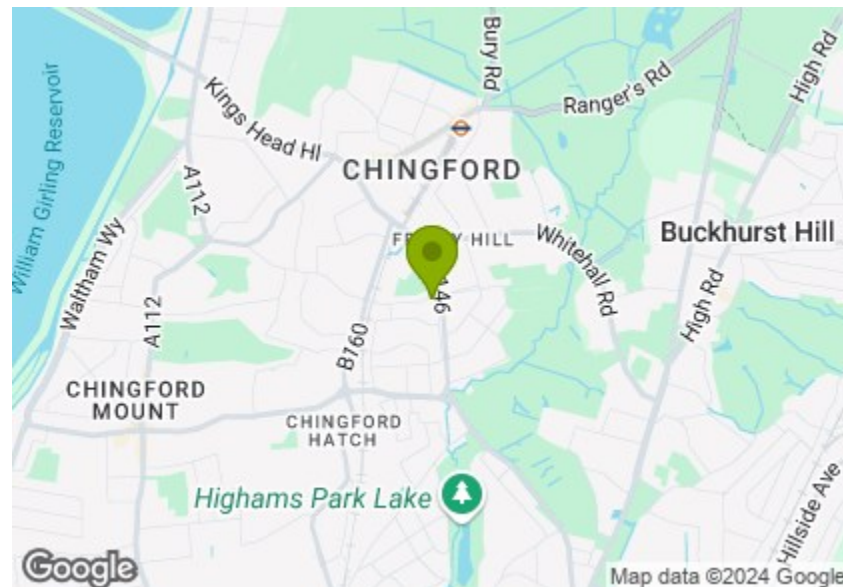 Bury Rd
Ranger's Rd
High Rd
Kings Head Hl
CHINGFORD
William Girling Reservoir
A112
Waltham Wy
HILL
Whitehall Rd
Buckhurst Hill
High Rd
A112
B160
CHINGFORD
MOUNT
CHINGFORD
HATCH
Highams Park Lake
Hillside Ave
Google
Map data ©2024 Google